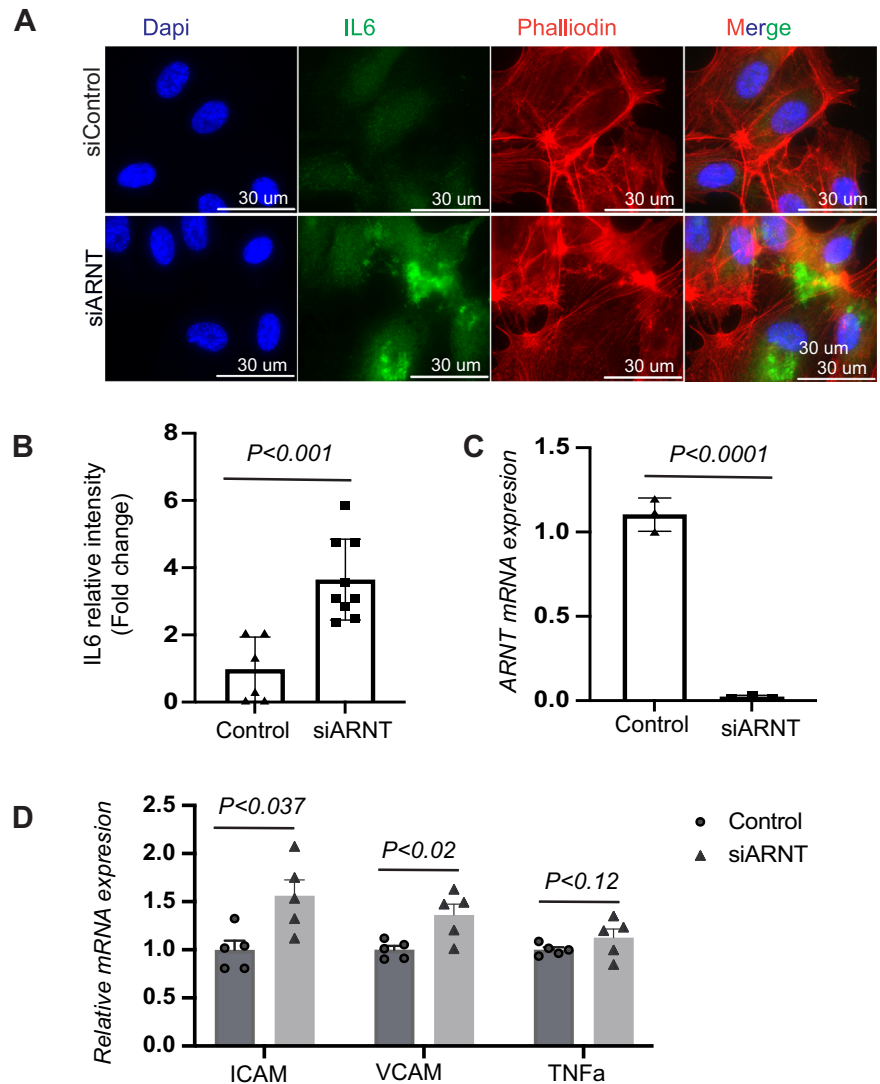 A
Dapi IL6 Phalliodin Merge
siControl
30 um 30 um 30 um 30 um
siARNT
30 um
30 um 30 um 30 um 30 um
B
IL6 relative intensity
(Fold change)
8
6
4
2
0
P<0.001
Control siARNT
C
ARNT mRNA expresion
1.5
1.0
0.5
0.0
P<0.0001
Control siARNT
D
Relative mRNA expresion
2.5
2.0
1.5
1.0
0.5
0.0
P<0.037
P<0.02
P<0.12
ICAM VCAM TNFa
Control
siARNT